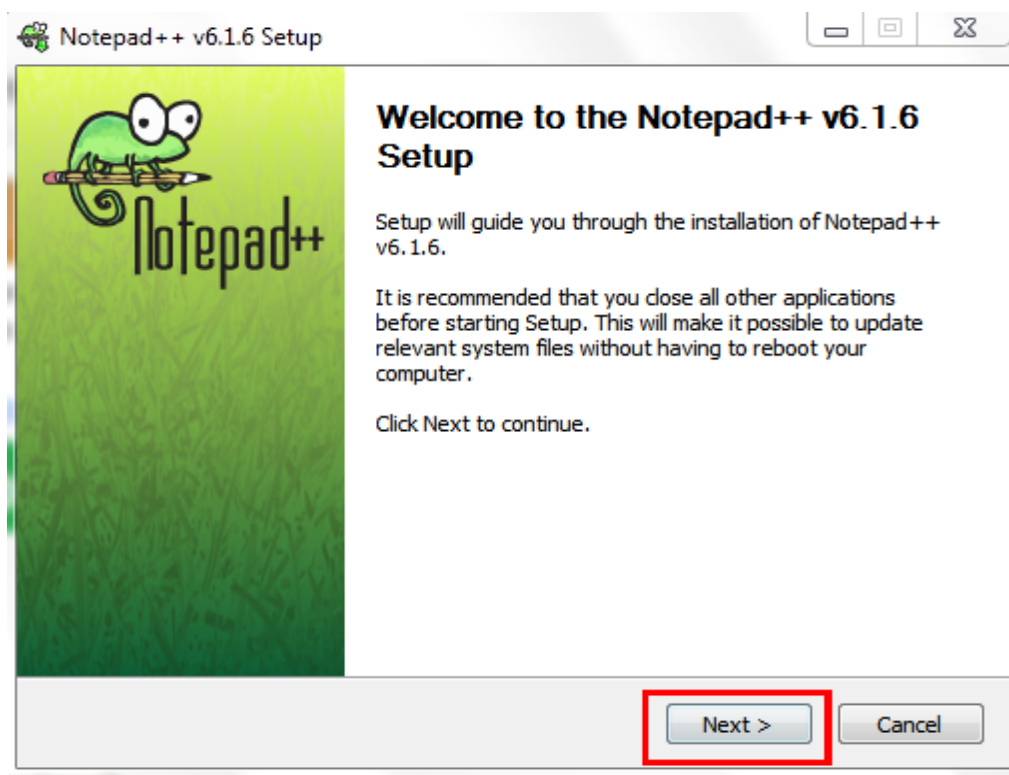 Notepad++ v6.1.6 Setup
Notepad++
Welcome to the Notepad++ v6.1.6
Setup
Setup will guide you through the installation of Notepad++
v6.1.6.
It is recommended that you close all other applications
before starting Setup. This will make it possible to update
relevant system files without having to reboot your
computer.
Click Next to continue.
Next >
Cancel